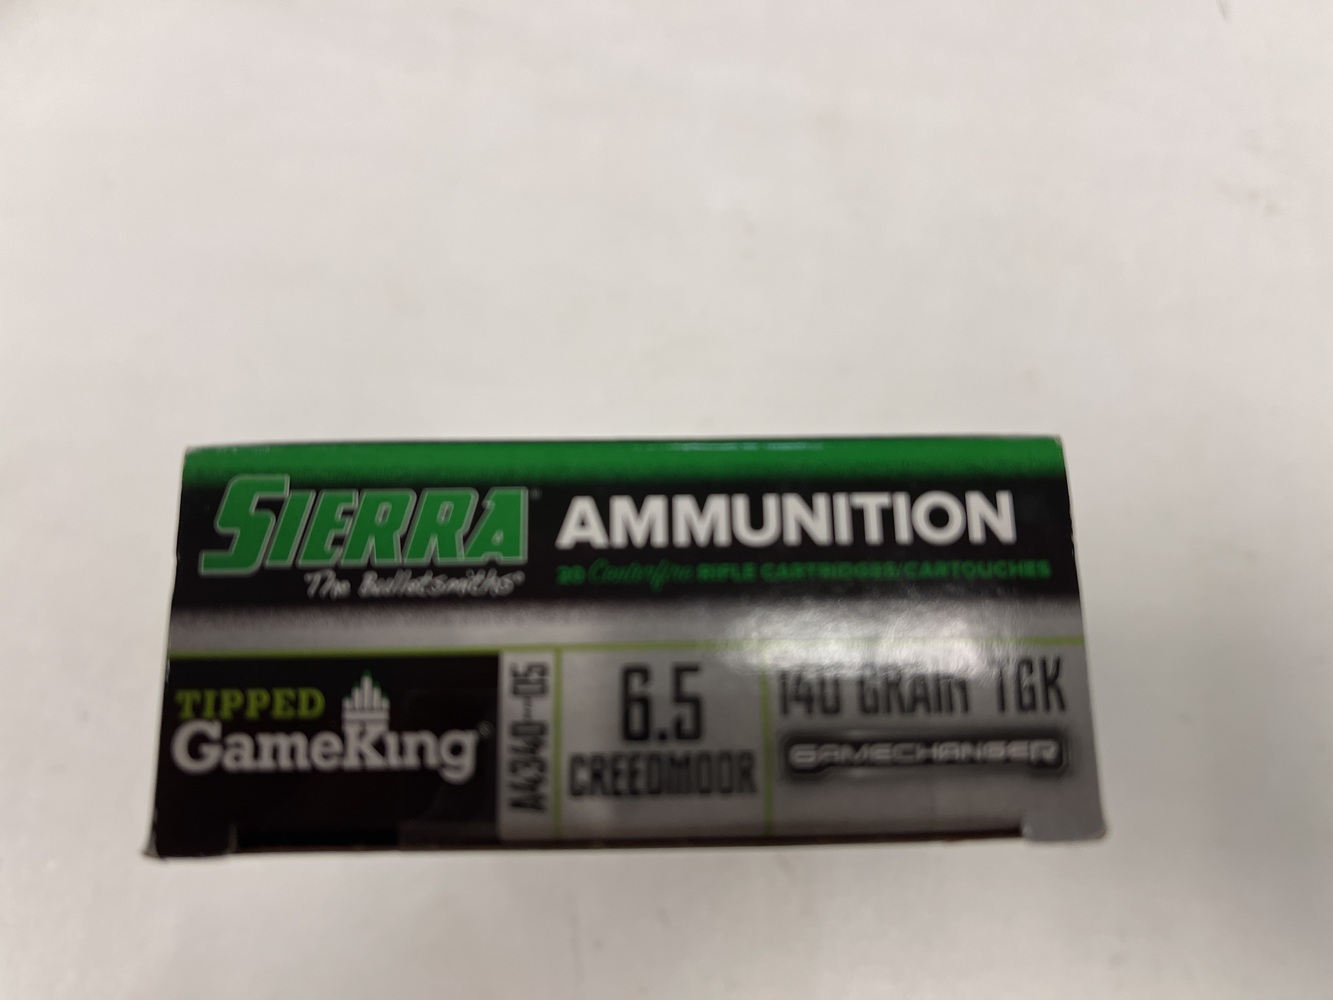 SIERRA AMMUNITION
"The Bulletsmiths"
20 Centerfire RIFLE CARTRIDGES/CARTOUCHES
TIPPED
GameKing®
A4340--05
6.5
CREEDMOOR
140 GRAIN TGK
GAMECHANGER